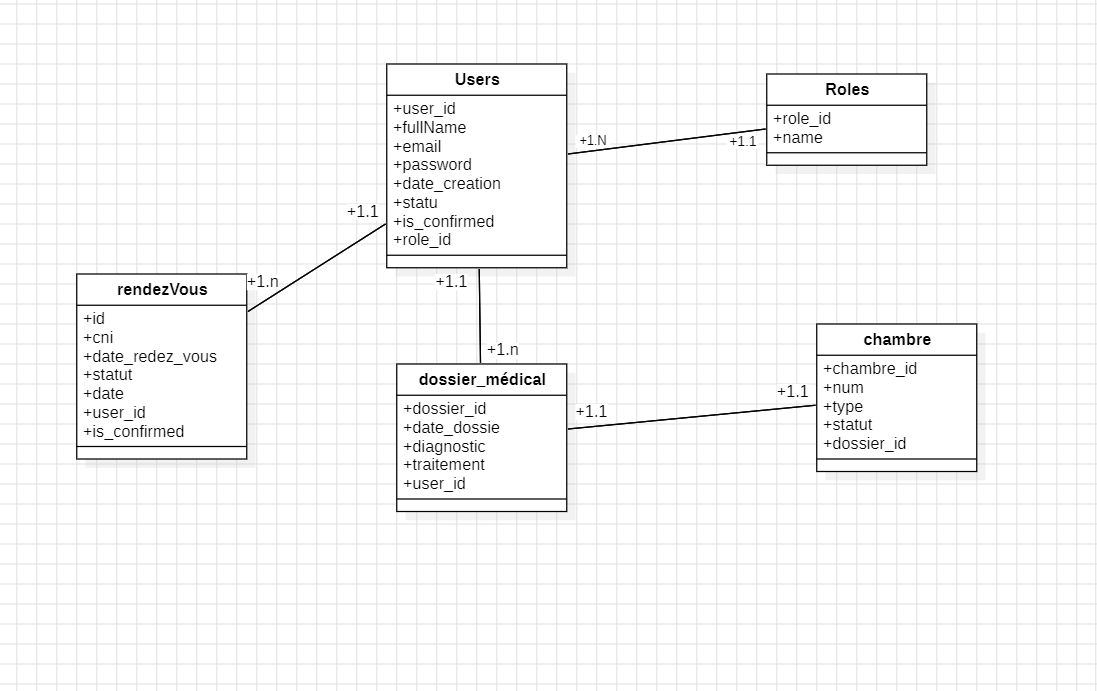 Users
+user_id
+fullName
+email
+password
+date_creation
+statu
+is_confirmed
+role_id
Roles
+role_id
+name
+1.N
+1.1
+1.1
+1.n
+1.1
+1.n
rendezVous
+id
+cni
+date_redez_vous
+statut
+date
+user_id
+is_confirmed
dossier_médical
+dossier_id
+date_dossie
+diagnostic
+traitement
+user_id
+1.1
+1.1
chambre
+chambre_id
+num
+type
+statut
+dossier_id